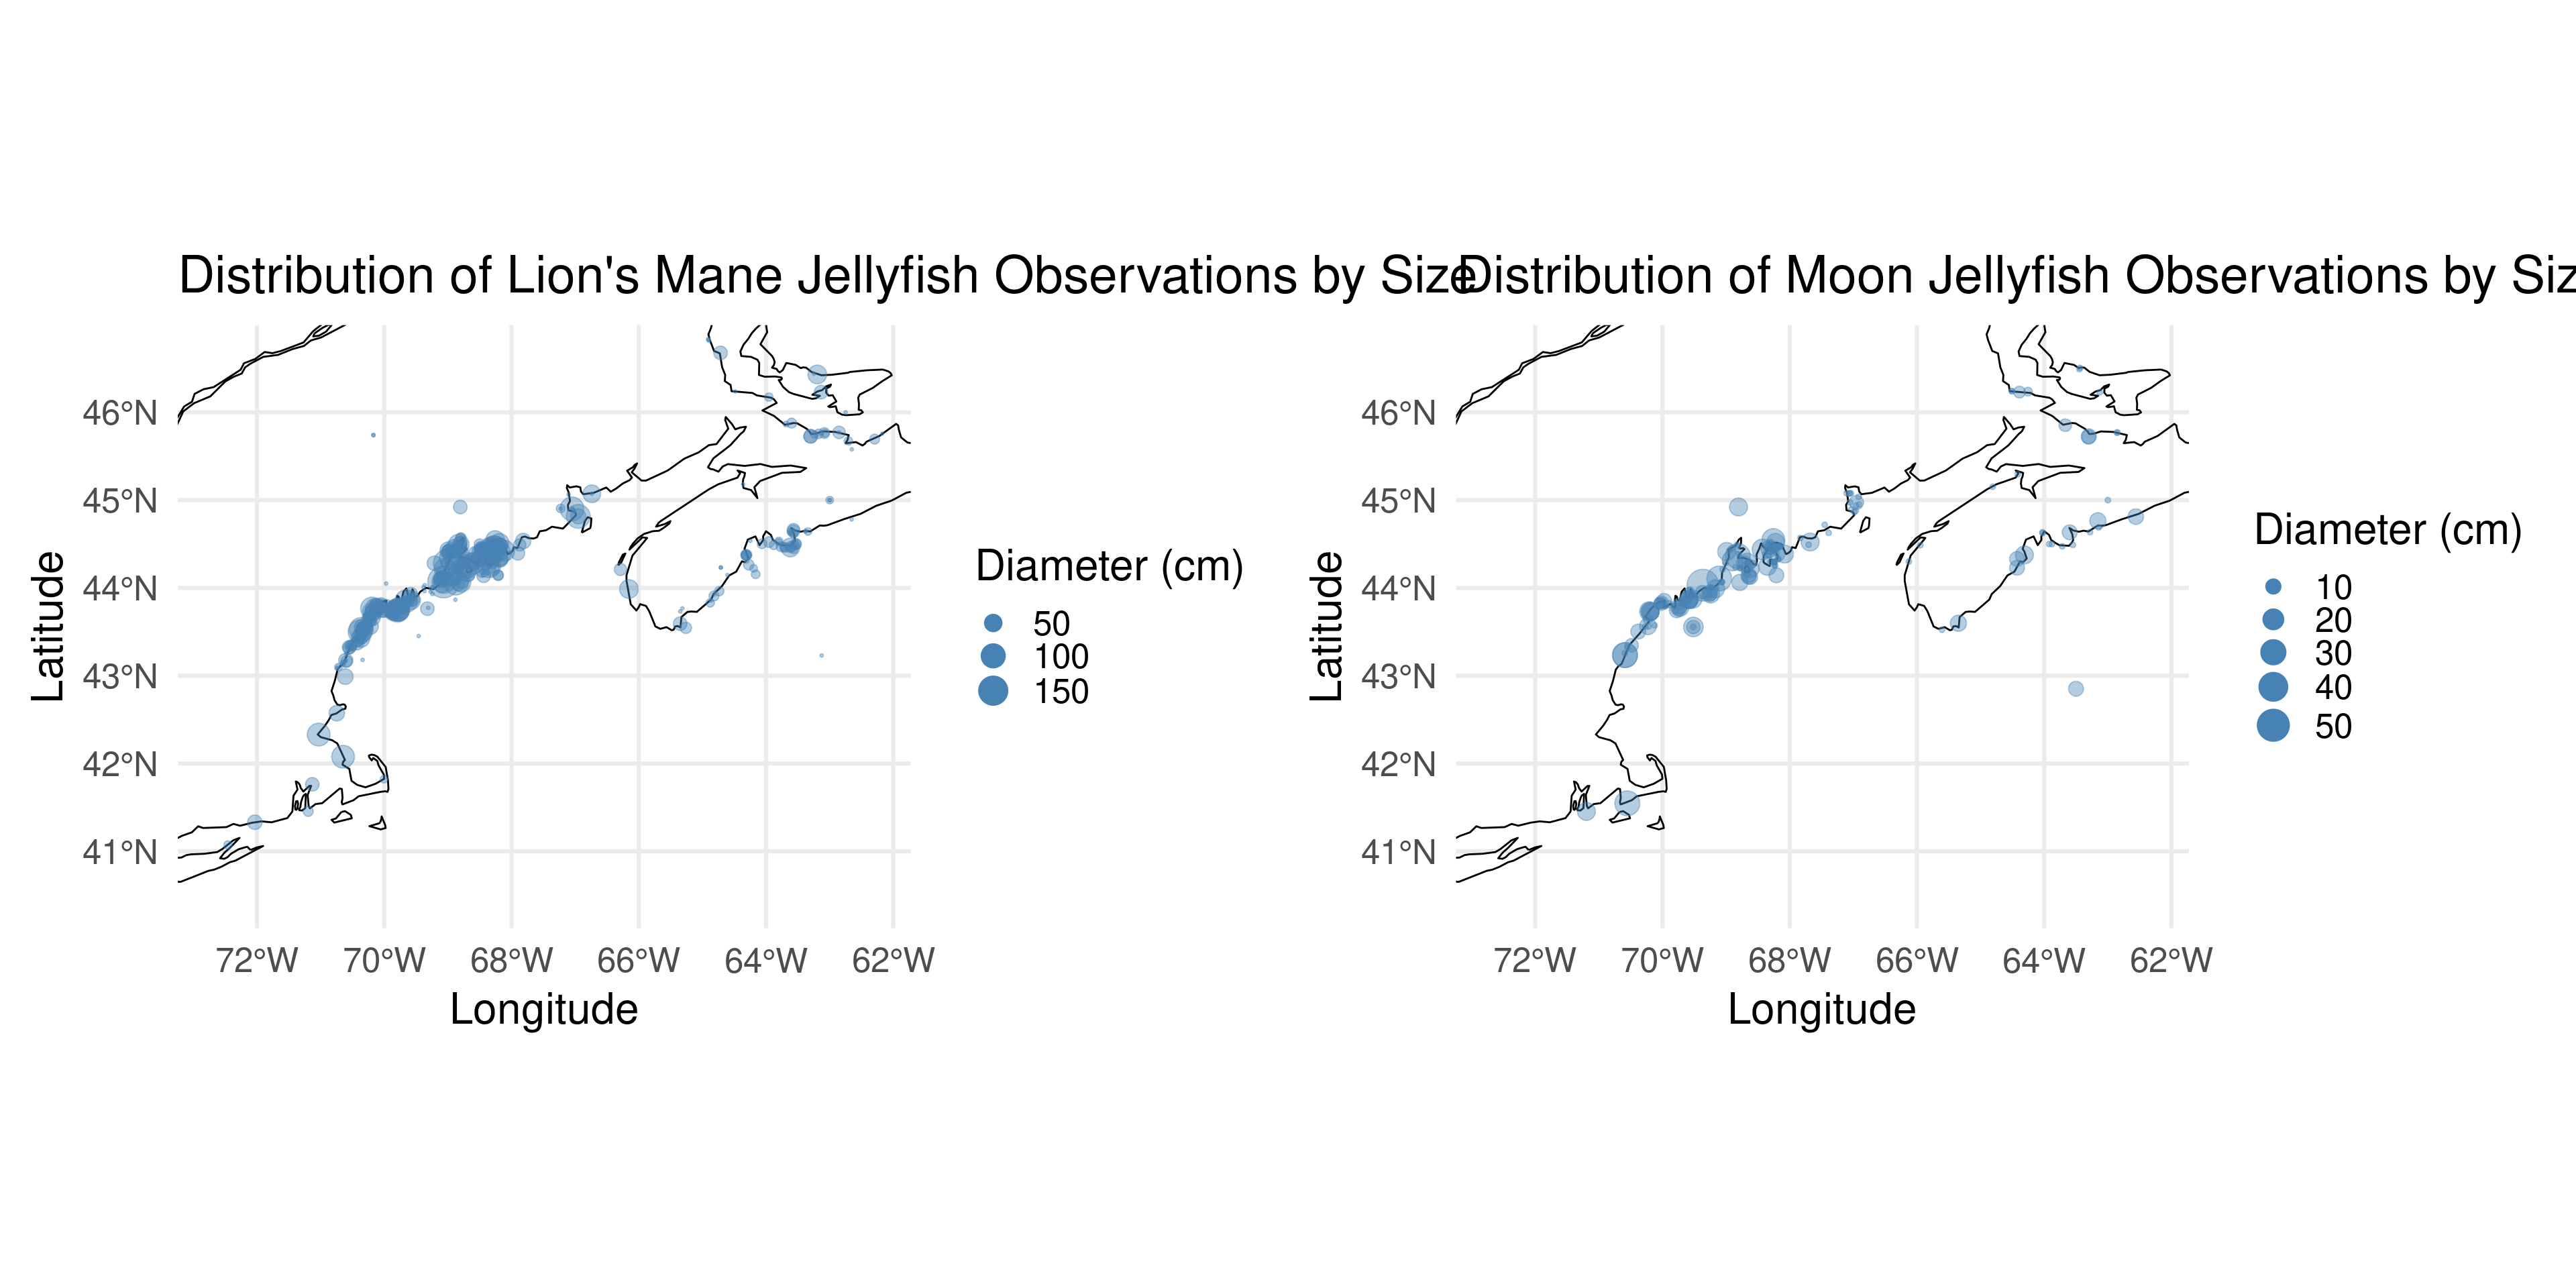 Distribution of Lion's Mane Jellyfish Observations by Size
46°N
45°N
44°N
43°N
42°N
41°N
Latitude
72°W 70°W 68°W 66°W 64°W 62°W
Longitude
Diameter (cm)
50
100
150
Distribution of Moon Jellyfish Observations by Siz
46°N
45°N
44°N
43°N
42°N
41°N
Latitude
72°W 70°W 68°W 66°W 64°W 62°W
Longitude
Diameter (cm)
10
20
30
40
50